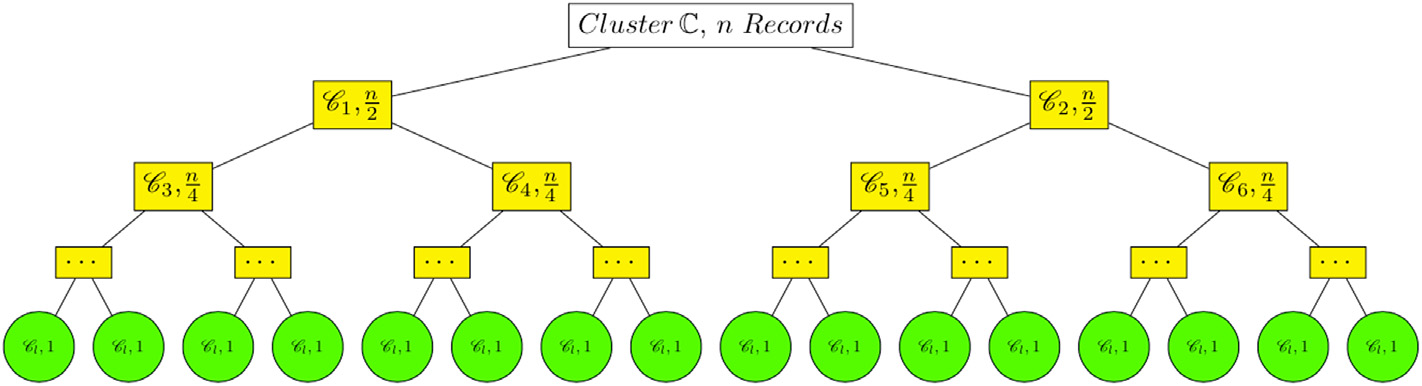 Cluster ℂ, n Records
𝒞₁, n/2
𝒞₂, n/2
𝒞₃, n/4
𝒞₄, n/4
𝒞₅, n/4
𝒞₆, n/4
··· ··· ··· ··· ··· ··· ··· ···
𝒞ₗ, 1 𝒞ₗ, 1 𝒞ₗ, 1 𝒞ₗ, 1 𝒞ₗ, 1 𝒞ₗ, 1 𝒞ₗ, 1 𝒞ₗ, 1 𝒞ₗ, 1 𝒞ₗ, 1 𝒞ₗ, 1 𝒞ₗ, 1 𝒞ₗ, 1 𝒞ₗ, 1 𝒞ₗ, 1 𝒞ₗ, 1